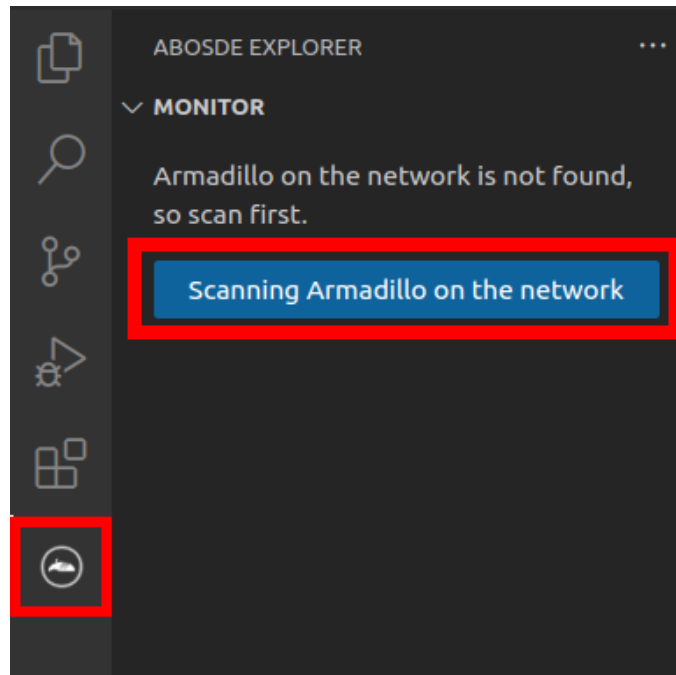 ABOSDE EXPLORER
MONITOR
Armadillo on the network is not found,
so scan first.
Scanning Armadillo on the network